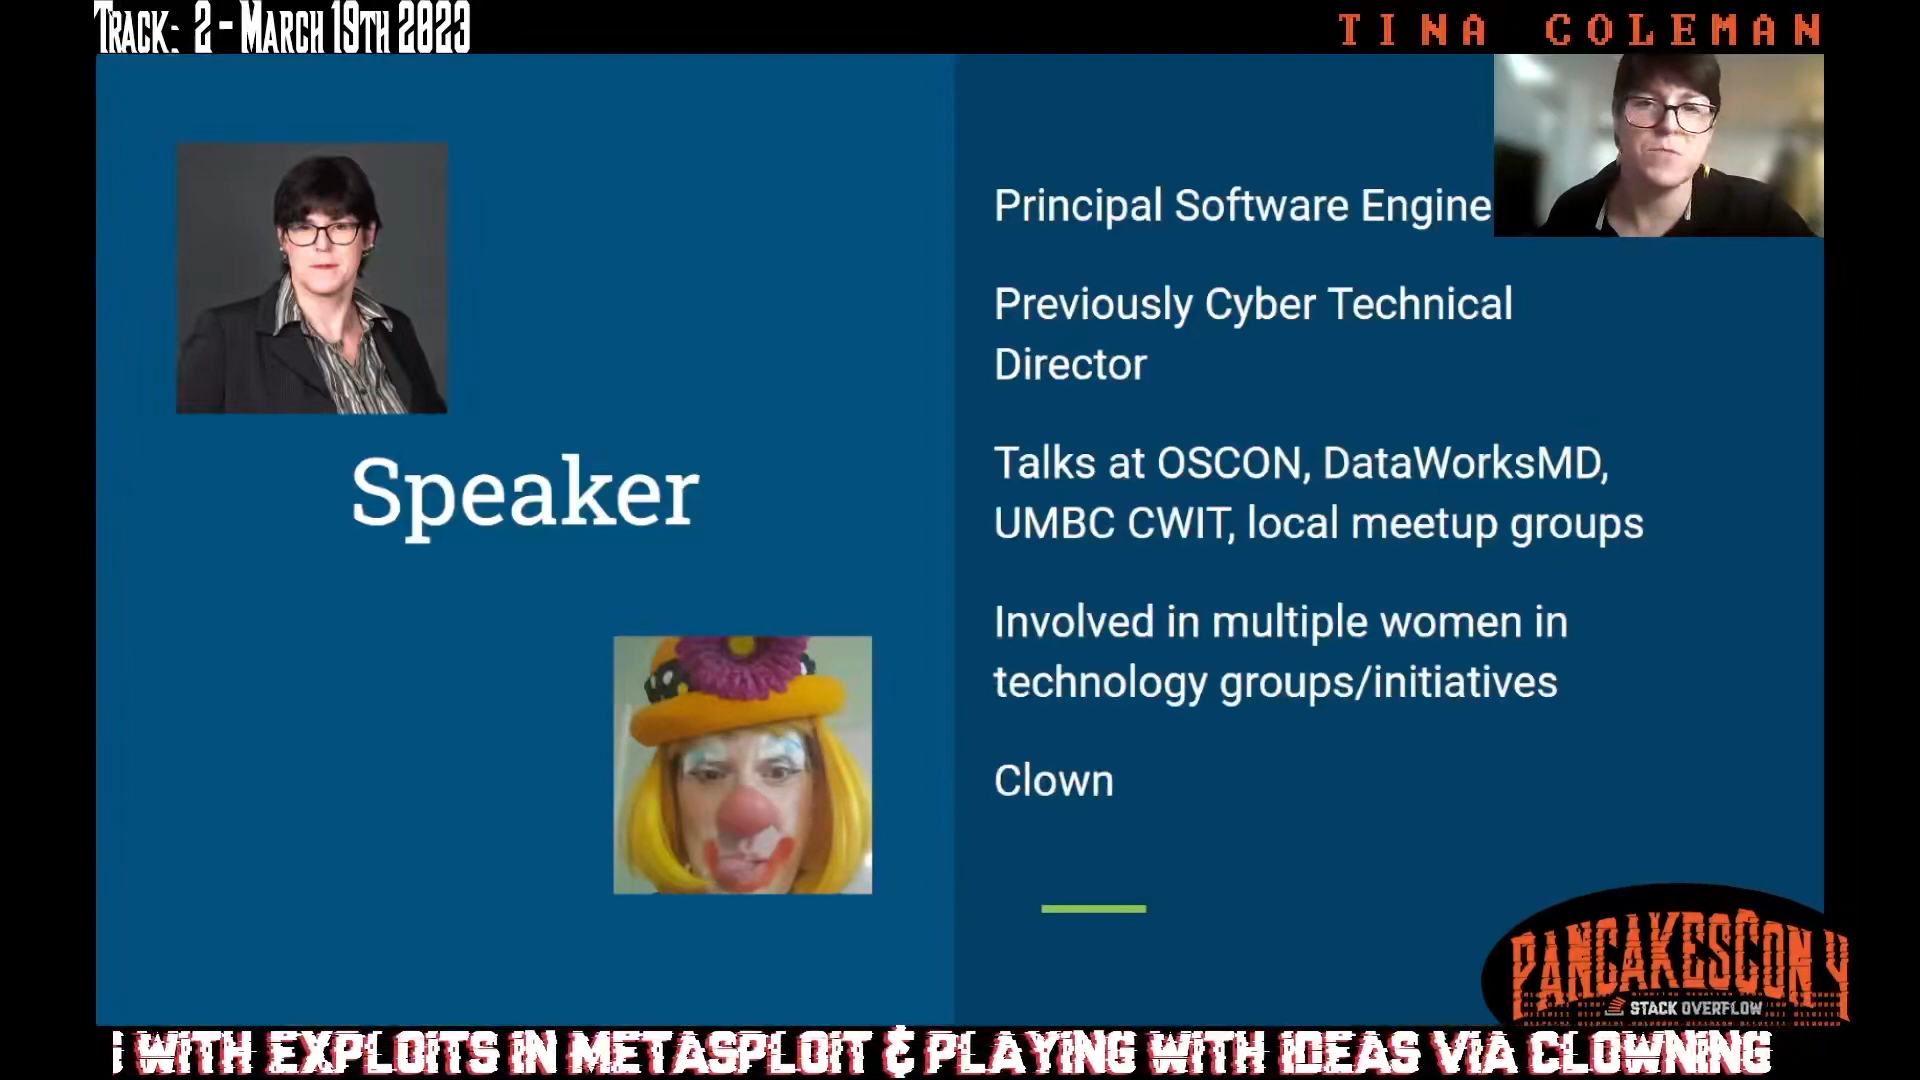 TRACK: 2 - MARCH 19TH 2023
TINA COLEMAN
Speaker
Principal Software Engine
Previously Cyber Technical
Director
Talks at OSCON, DataWorksMD,
UMBC CWIT, local meetup groups
Involved in multiple women in
technology groups/initiatives
Clown
PANCAKESCON 4
STACK OVERFLOW
WITH EXPLOITS IN METASPLOIT & PLAYING WITH IDEAS VIA CLOWNING